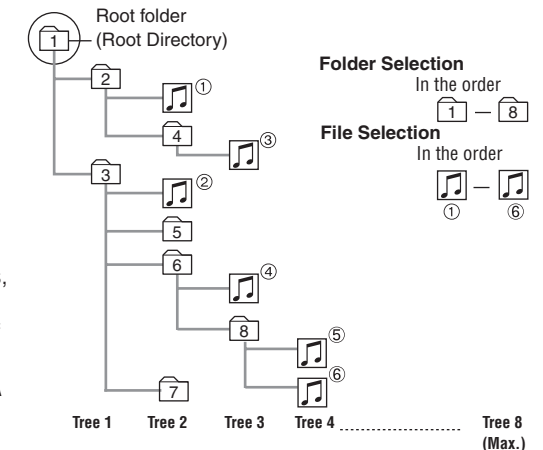 Root folder
(Root Directory)
1
2
①
4
③
3
②
5
6
④
8
⑤
⑥
7
Tree 1 Tree 2 Tree 3 Tree 4 ........................ Tree 8
(Max.)
Folder Selection
In the order
1 — 8
File Selection
In the order
—
① ⑥